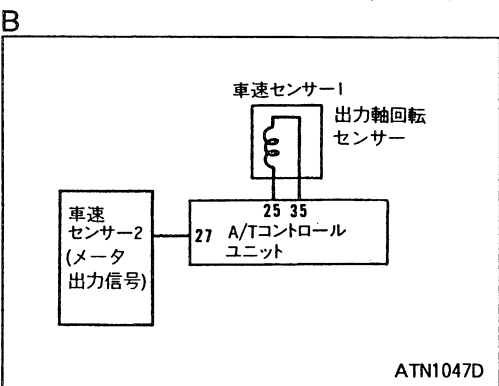 B
車速センサー1
出力軸回転
センサー
25 35
27
A/Tコントロール
ユニット
車速
センサー2
(メータ
出力信号)
ATN1047D